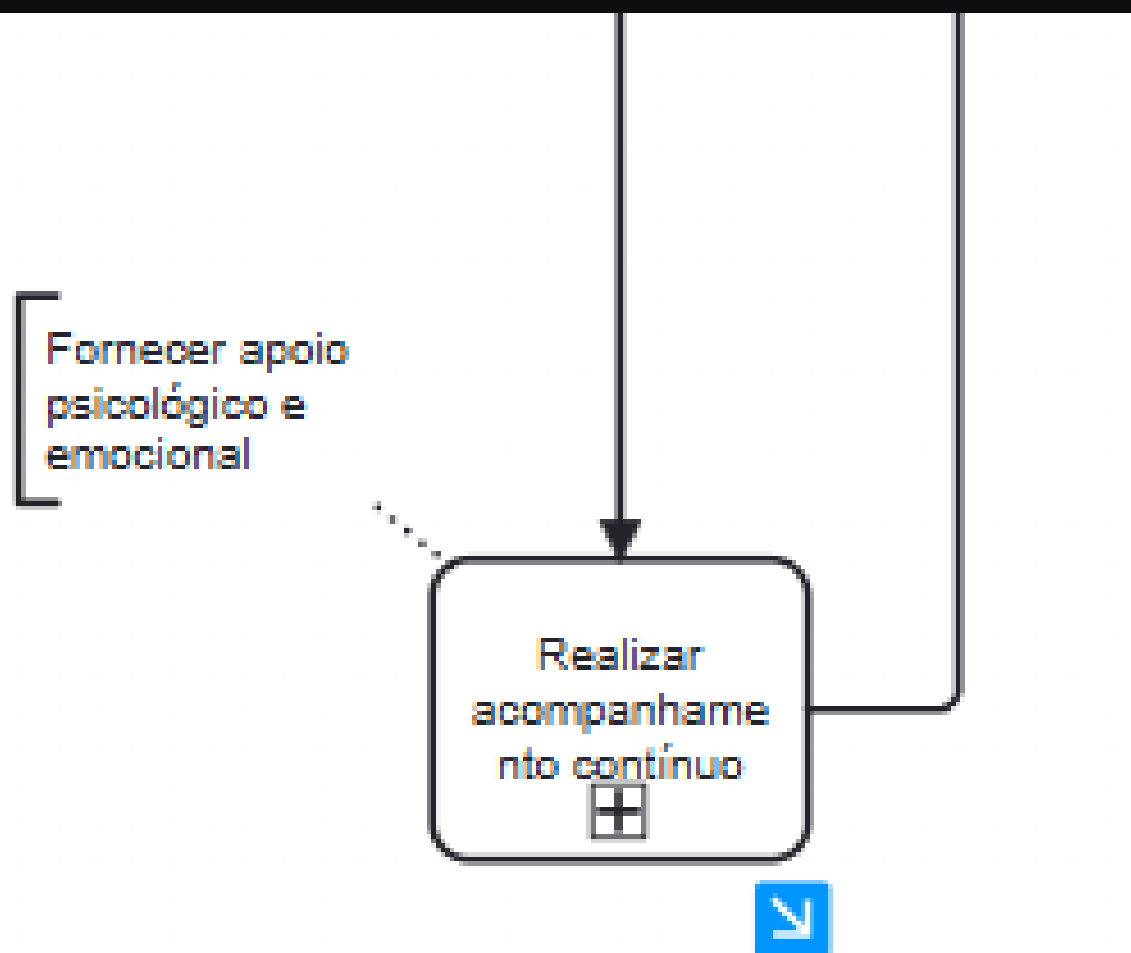 Fornecer apoio
psicológico e
emocional
Realizar
acompanhame
nto contínuo